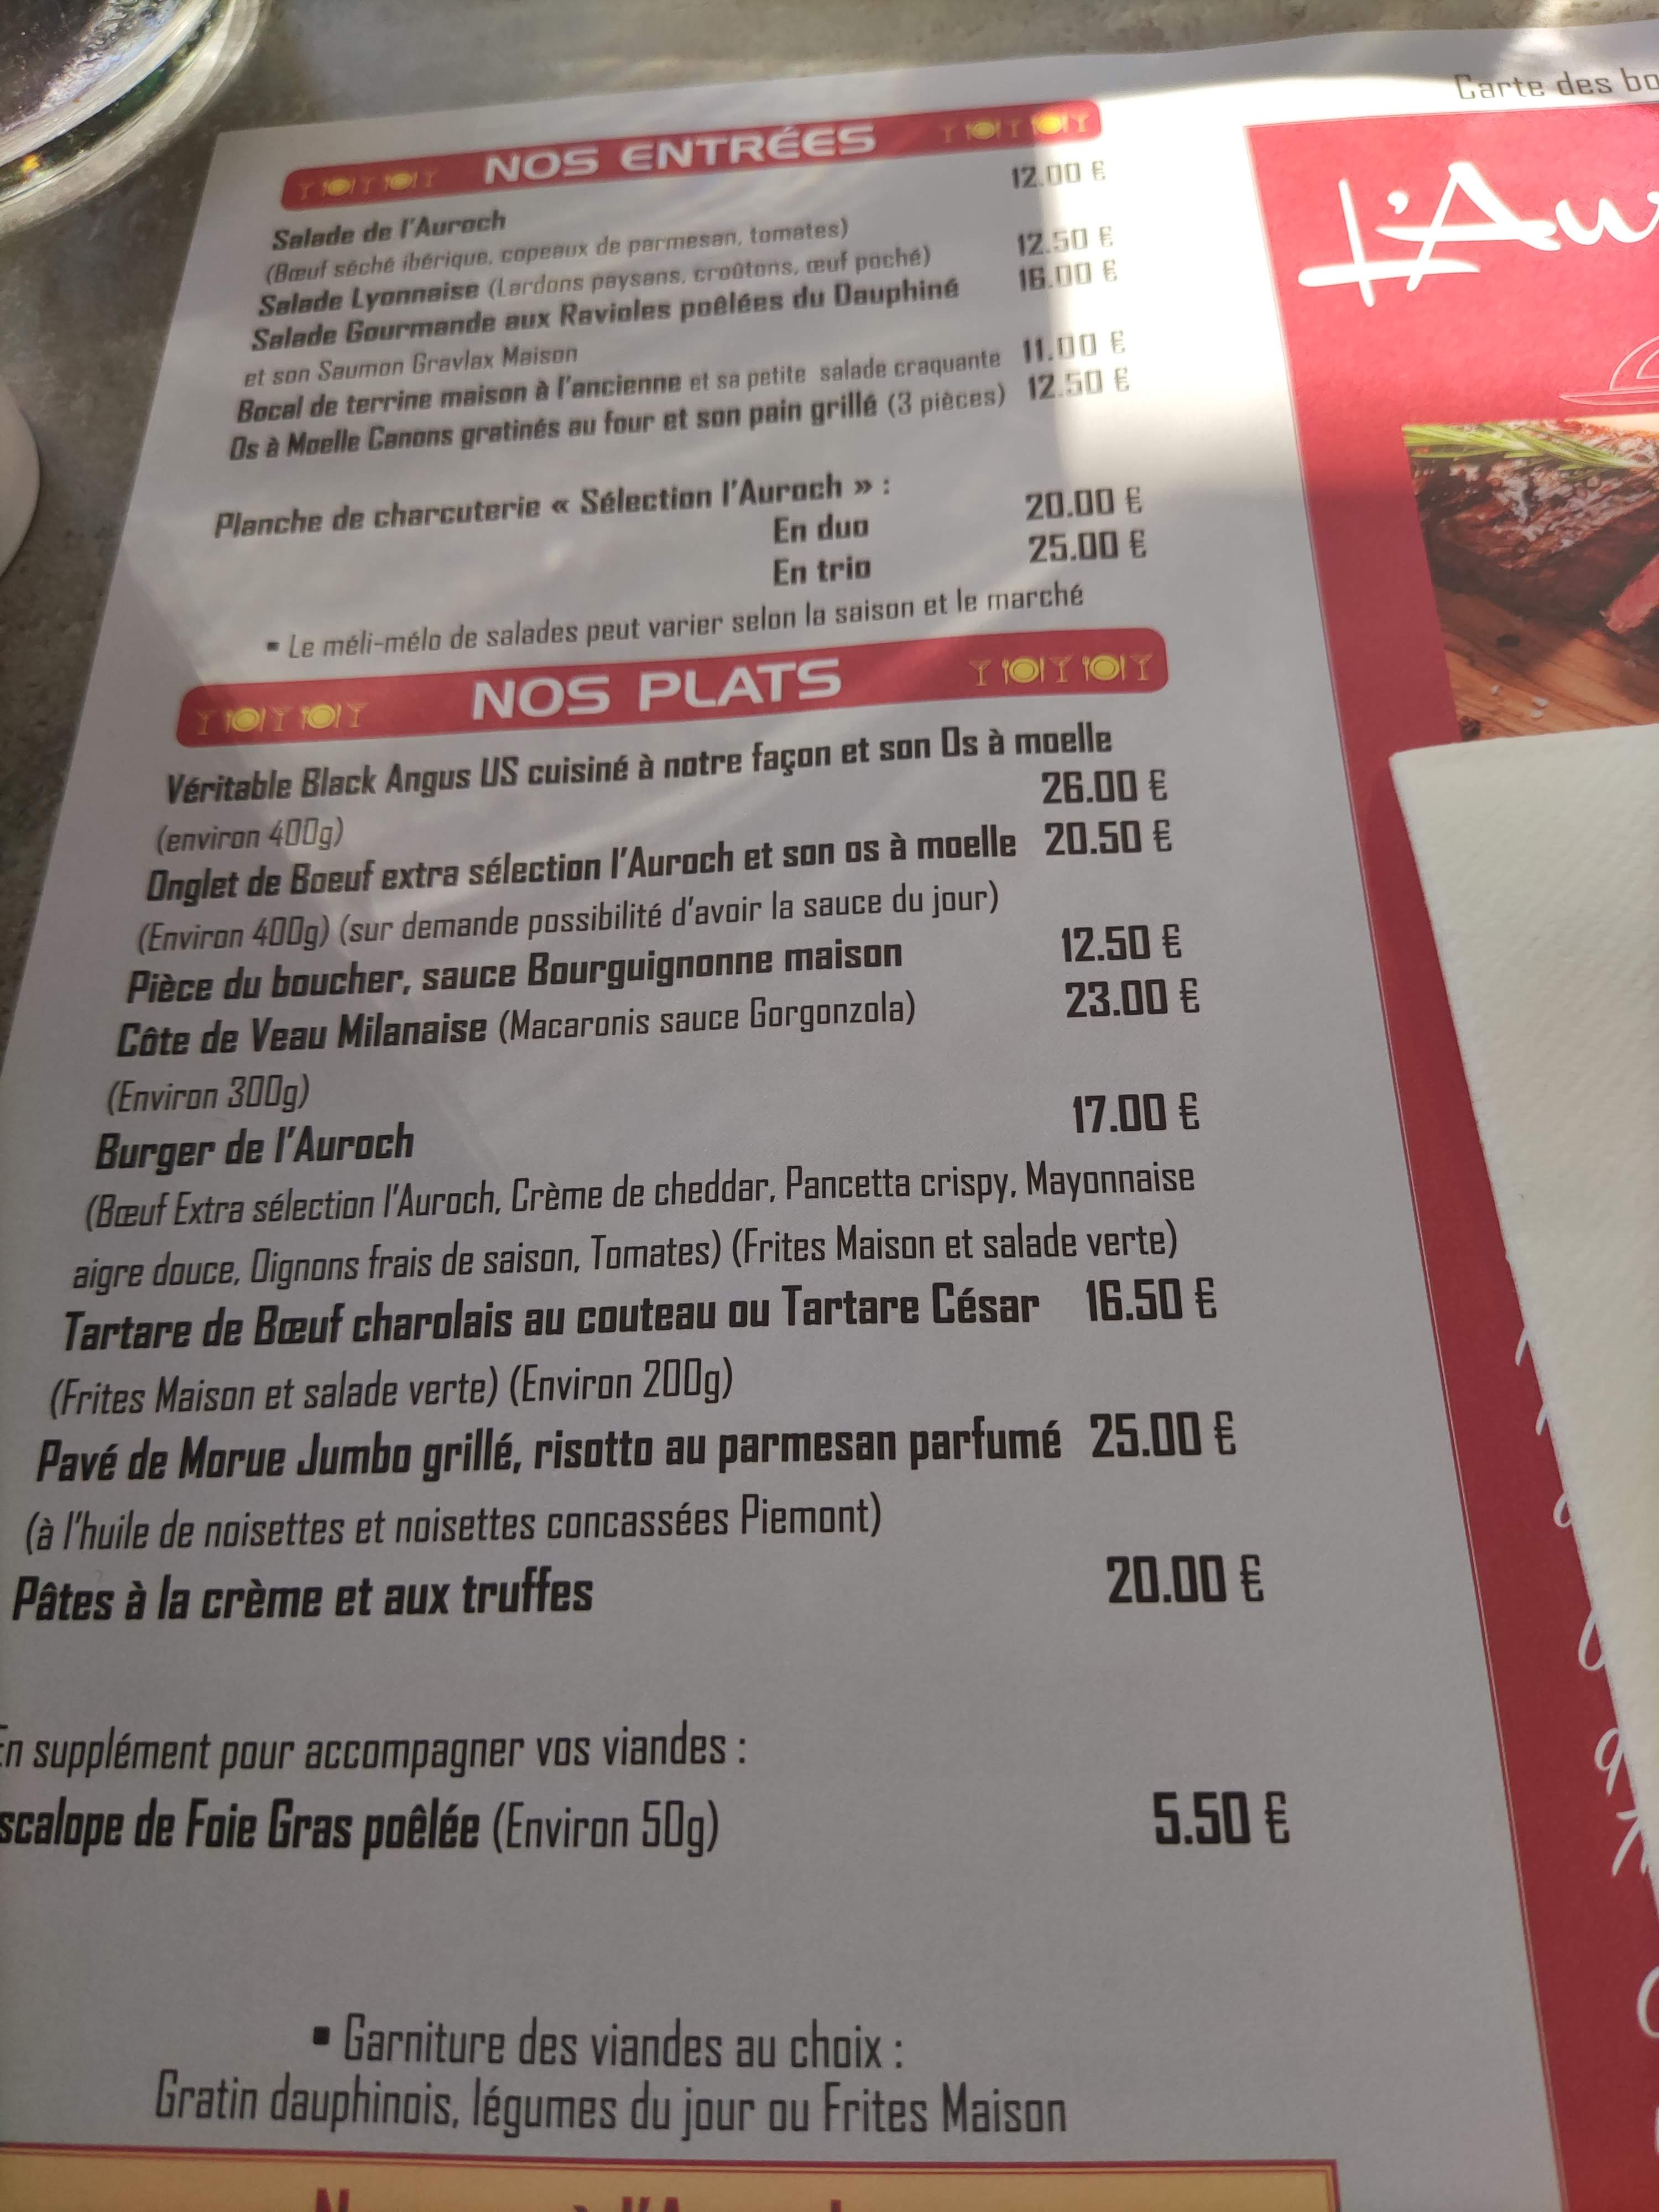 Carte des
NOS ENTRÉES
Salade de l'Auroch 12.00 €
(Bœuf séché ibérique, copeaux de parmesan, tomates)
Salade Lyonnaise (Lardons paysans, croûtons, œuf poché) 12.50 €
Salade Gourmande aux Ravioles poêlées du Dauphiné 16.00 €
et son Saumon Gravlax Maison
Bocal de terrine maison à l'ancienne et sa petite salade craquante 11.00 €
Os à Moelle Canons gratinés au four et son pain grillé (3 pièces) 12.50 €
Planche de charcuterie « Sélection l'Auroch » :
En duo 20.00 €
En trio 25.00 €
▪ Le méli-mélo de salades peut varier selon la saison et le marché
NOS PLATS
Véritable Black Angus US cuisiné à notre façon et son Os à moelle
(environ 400g) 26.00 €
Onglet de Boeuf extra sélection l'Auroch et son os à moelle 20.50 €
(Environ 400g) (sur demande possibilité d'avoir la sauce du jour)
Pièce du boucher, sauce Bourguignonne maison 12.50 €
Côte de Veau Milanaise (Macaronis sauce Gorgonzola) 23.00 €
(Environ 300g)
Burger de l'Auroch 17.00 €
(Bœuf Extra sélection l'Auroch, Crème de cheddar, Pancetta crispy, Mayonnaise
aigre douce, Oignons frais de saison, Tomates) (Frites Maison et salade verte)
Tartare de Bœuf charolais au couteau ou Tartare César 16.50 €
(Frites Maison et salade verte) (Environ 200g)
Pavé de Morue Jumbo grillé, risotto au parmesan parfumé 25.00 €
(à l'huile de noisettes et noisettes concassées Piemont)
Pâtes à la crème et aux truffes 20.00 €
En supplément pour accompagner vos viandes :
scalope de Foie Gras poêlée (Environ 50g) 5.50 €
▪ Garniture des viandes au choix :
Gratin dauphinois, légumes du jour ou Frites Maison